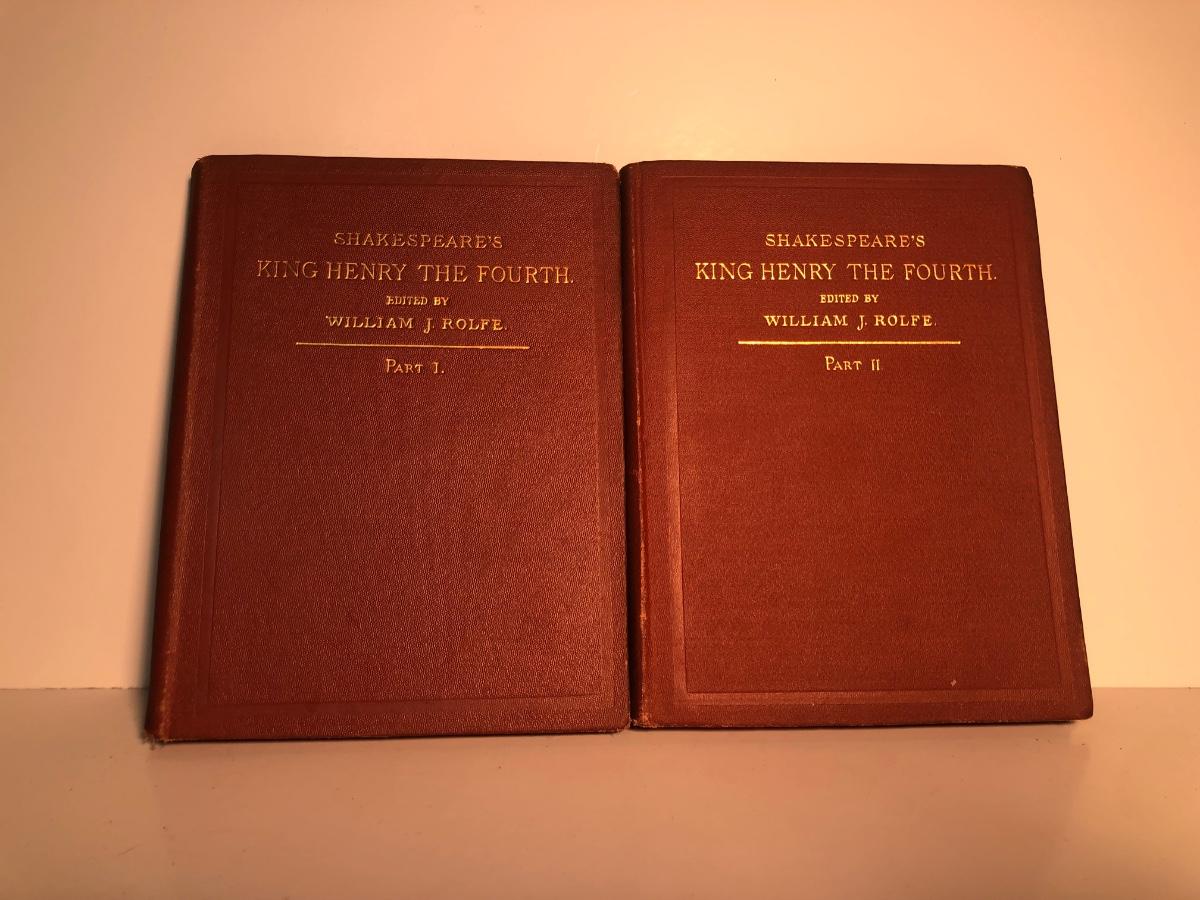 SHAKESPEARE'S
KING HENRY THE FOURTH.
EDITED BY
WILLIAM J. ROLFE.
PART I.
SHAKESPEARE'S
KING HENRY THE FOURTH.
EDITED BY
WILLIAM J. ROLFE.
PART II